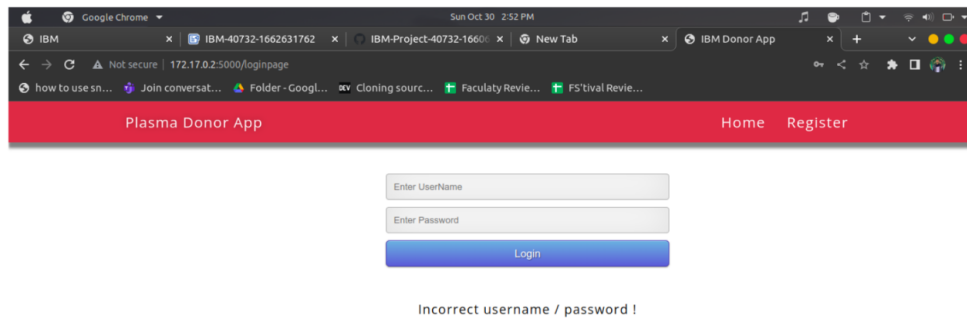 Google Chrome Sun Oct 30 2:52 PM
IBM IBM-40732-1662631762 IBM-Project-40732-1660 New Tab IBM Donor App
Not secure 172.17.0.2:5000/loginpage
how to use sn... Join conversat... Folder - Googl... DEV Cloning sourc... Faculaty Revie... FS'tival Revie...
Plasma Donor App Home Register
Enter UserName
Enter Password
Login
Incorrect username / password !